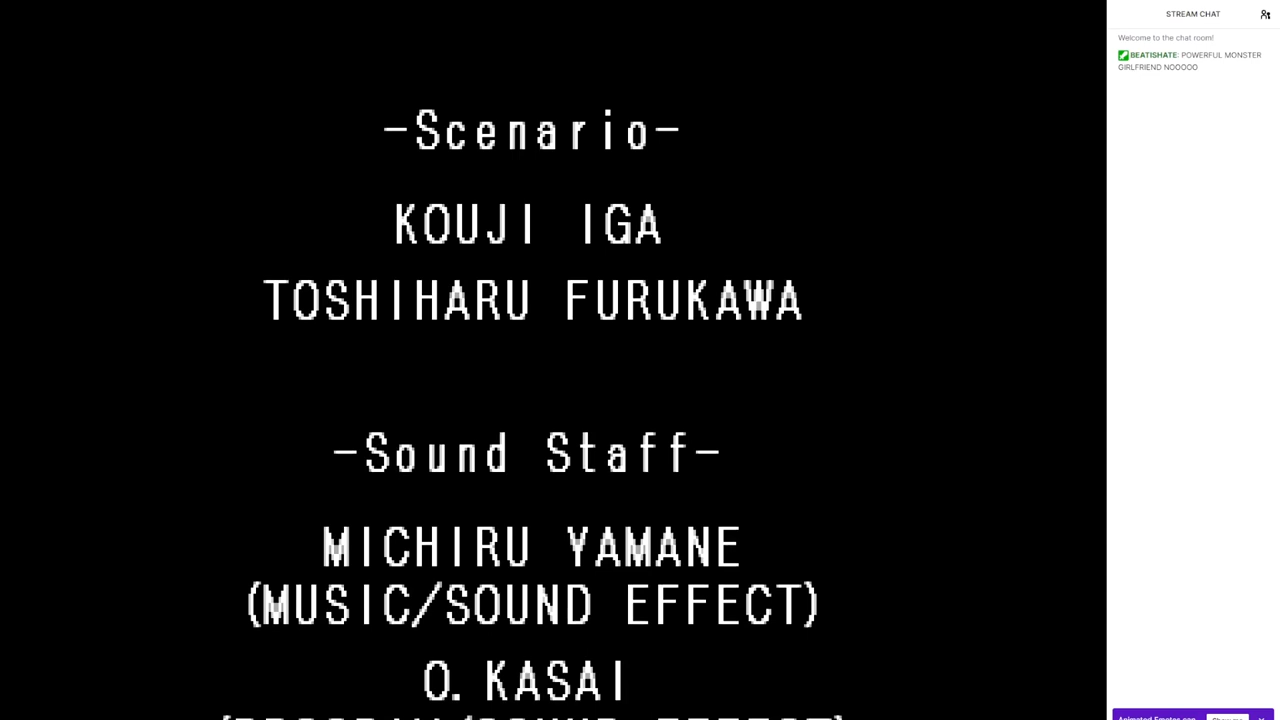 -Scenario-
KOUJI IGA
TOSHIHARU FURUKAWA
-Sound Staff-
MICHIRU YAMANE
(MUSIC/SOUND EFFECT)
O. KASAI
STREAM CHAT
Welcome to the chat room!
BEATISHATE: POWERFUL MONSTER
GIRLFRIEND NOOOOO